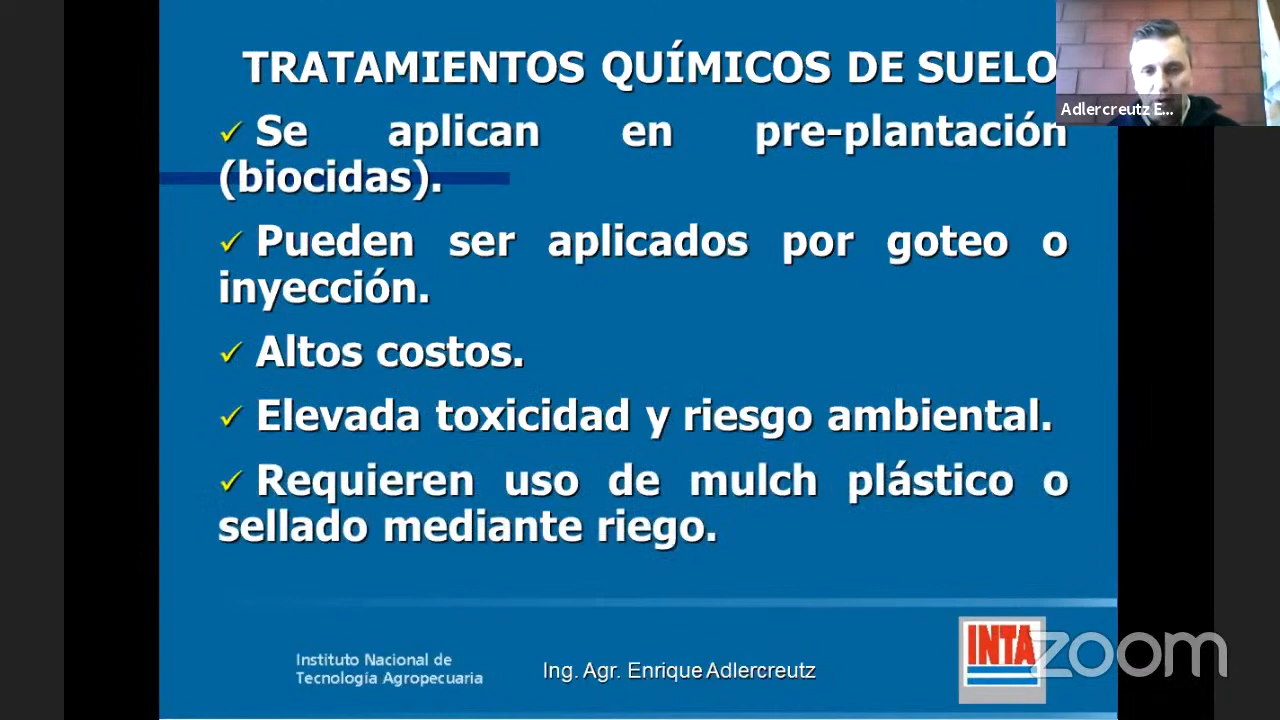 TRATAMIENTOS QUÍMICOS DE SUELO
Adlercreutz E...
✓ Se aplican en pre-plantación
(biocidas).
✓ Pueden ser aplicados por goteo o
inyección.
✓ Altos costos.
✓ Elevada toxicidad y riesgo ambiental.
✓ Requieren uso de mulch plástico o
sellado mediante riego.
Instituto Nacional de
Tecnología Agropecuaria
Ing. Agr. Enrique Adlercreutz
INTA
zoom